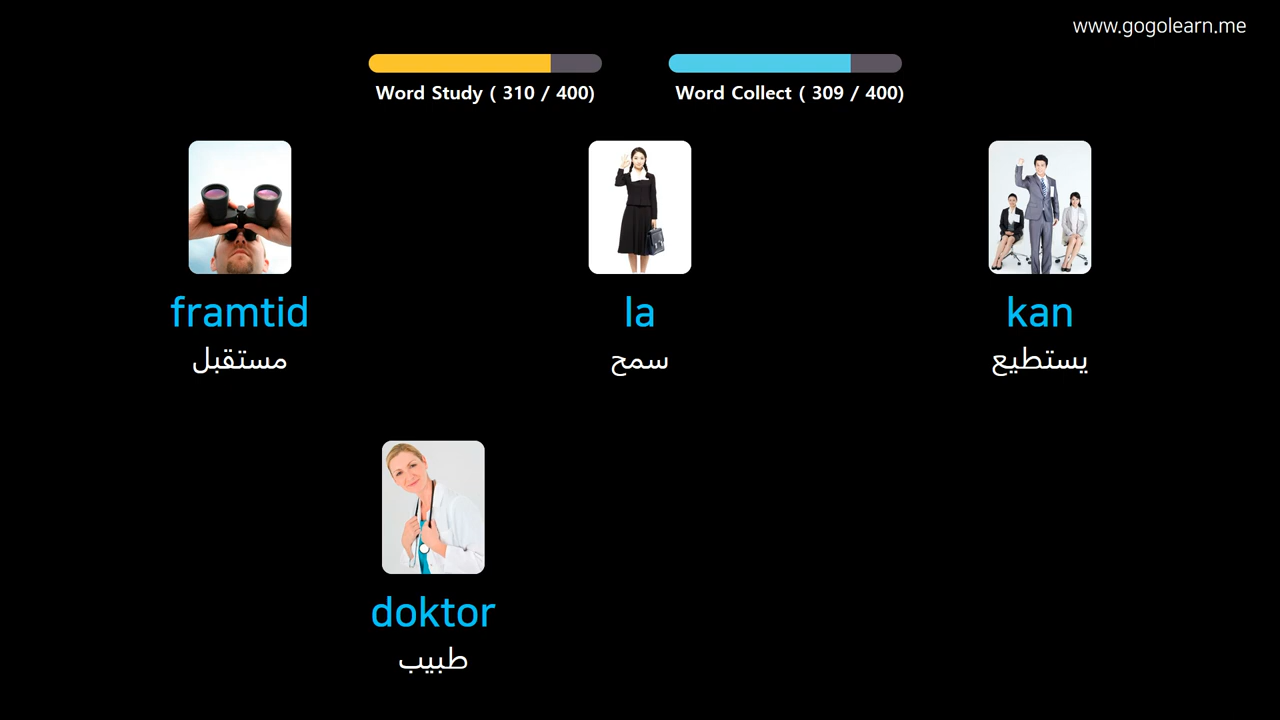 www.gogolearn.me
Word Study ( 310 / 400)
Word Collect ( 309 / 400)
framtid
مستقبل
la
سمح
kan
يستطيع
doktor
طبيب